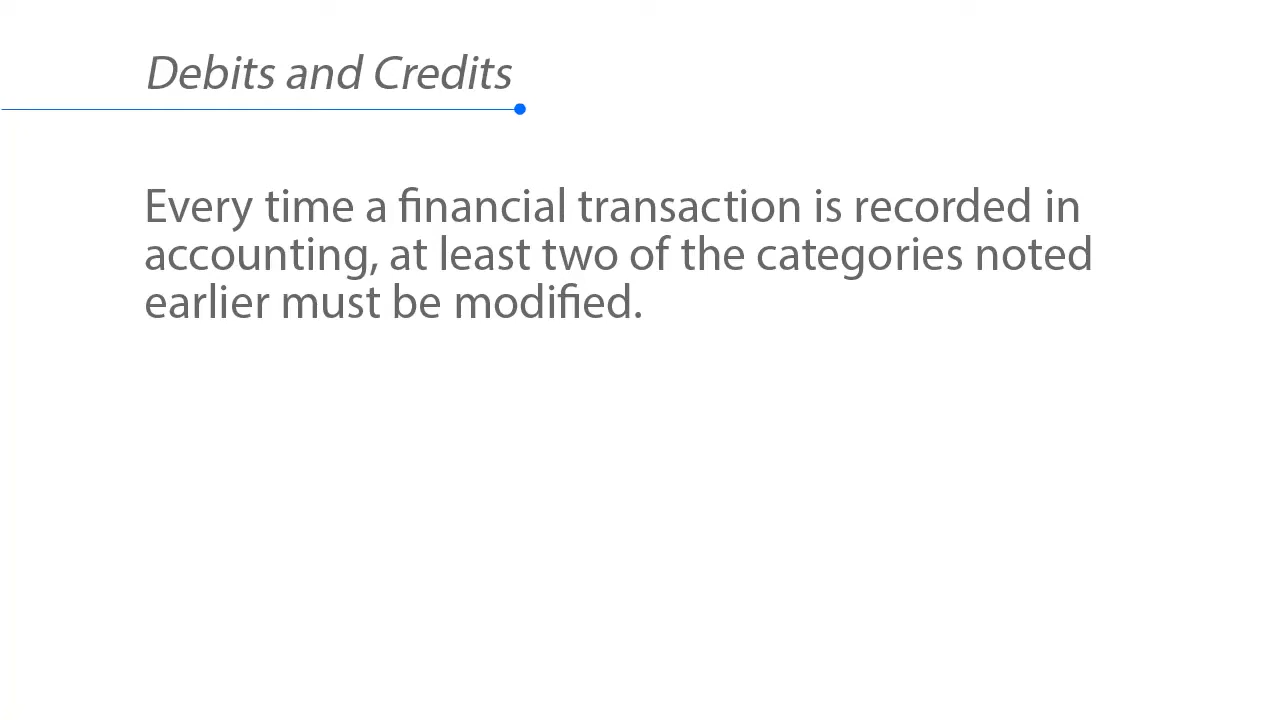 Debits and Credits
Every time a financial transaction is recorded in
accounting, at least two of the categories noted
earlier must be modified.